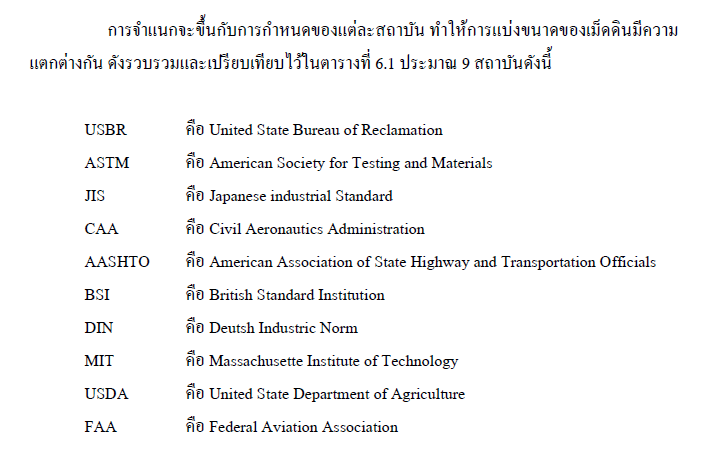 การจำแนกจะขึ้นกับการกำหนดของแต่ละสถาบัน ทำให้การแบ่งขนาดของเม็ดดินมีความ
แตกต่างกัน ดังรวบรวมและเปรียบเทียบไว้ในตารางที่ 6.1 ประมาณ 9 สถาบันดังนี้
USBR คือ United State Bureau of Reclamation
ASTM คือ American Society for Testing and Materials
JIS คือ Japanese industrial Standard
CAA คือ Civil Aeronautics Administration
AASHTO คือ American Association of State Highway and Transportation Officials
BSI คือ British Standard Institution
DIN คือ Deutsh Industric Norm
MIT คือ Massachusette Institute of Technology
USDA คือ United State Department of Agriculture
FAA คือ Federal Aviation Association